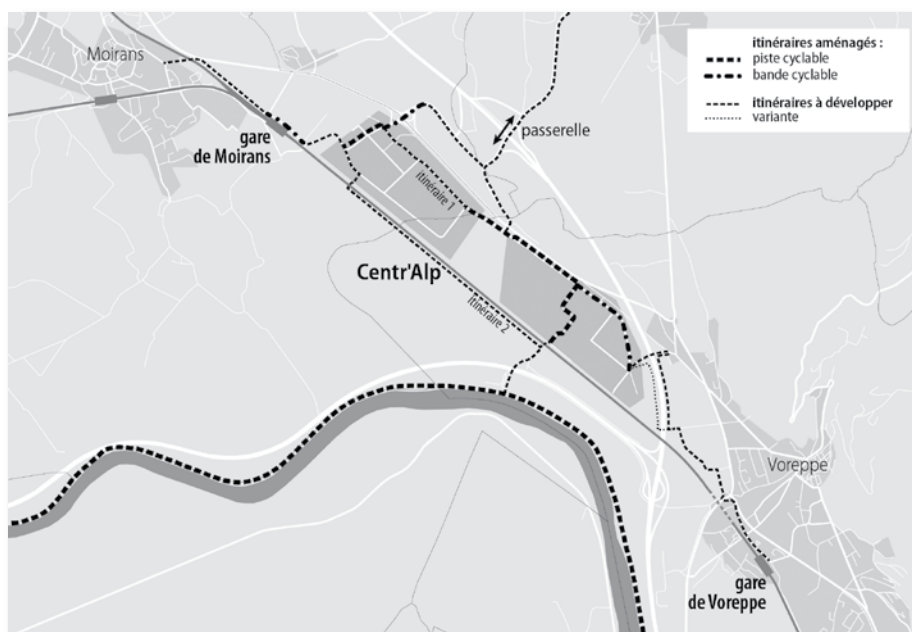 Moirans
itinéraires aménagés :
piste cyclable
bande cyclable
itinéraires à développer
variante
passerelle
gare
de Moirans
itinéraire 1
Centr'Alp
itinéraire 2
Voreppe
gare
de Voreppe